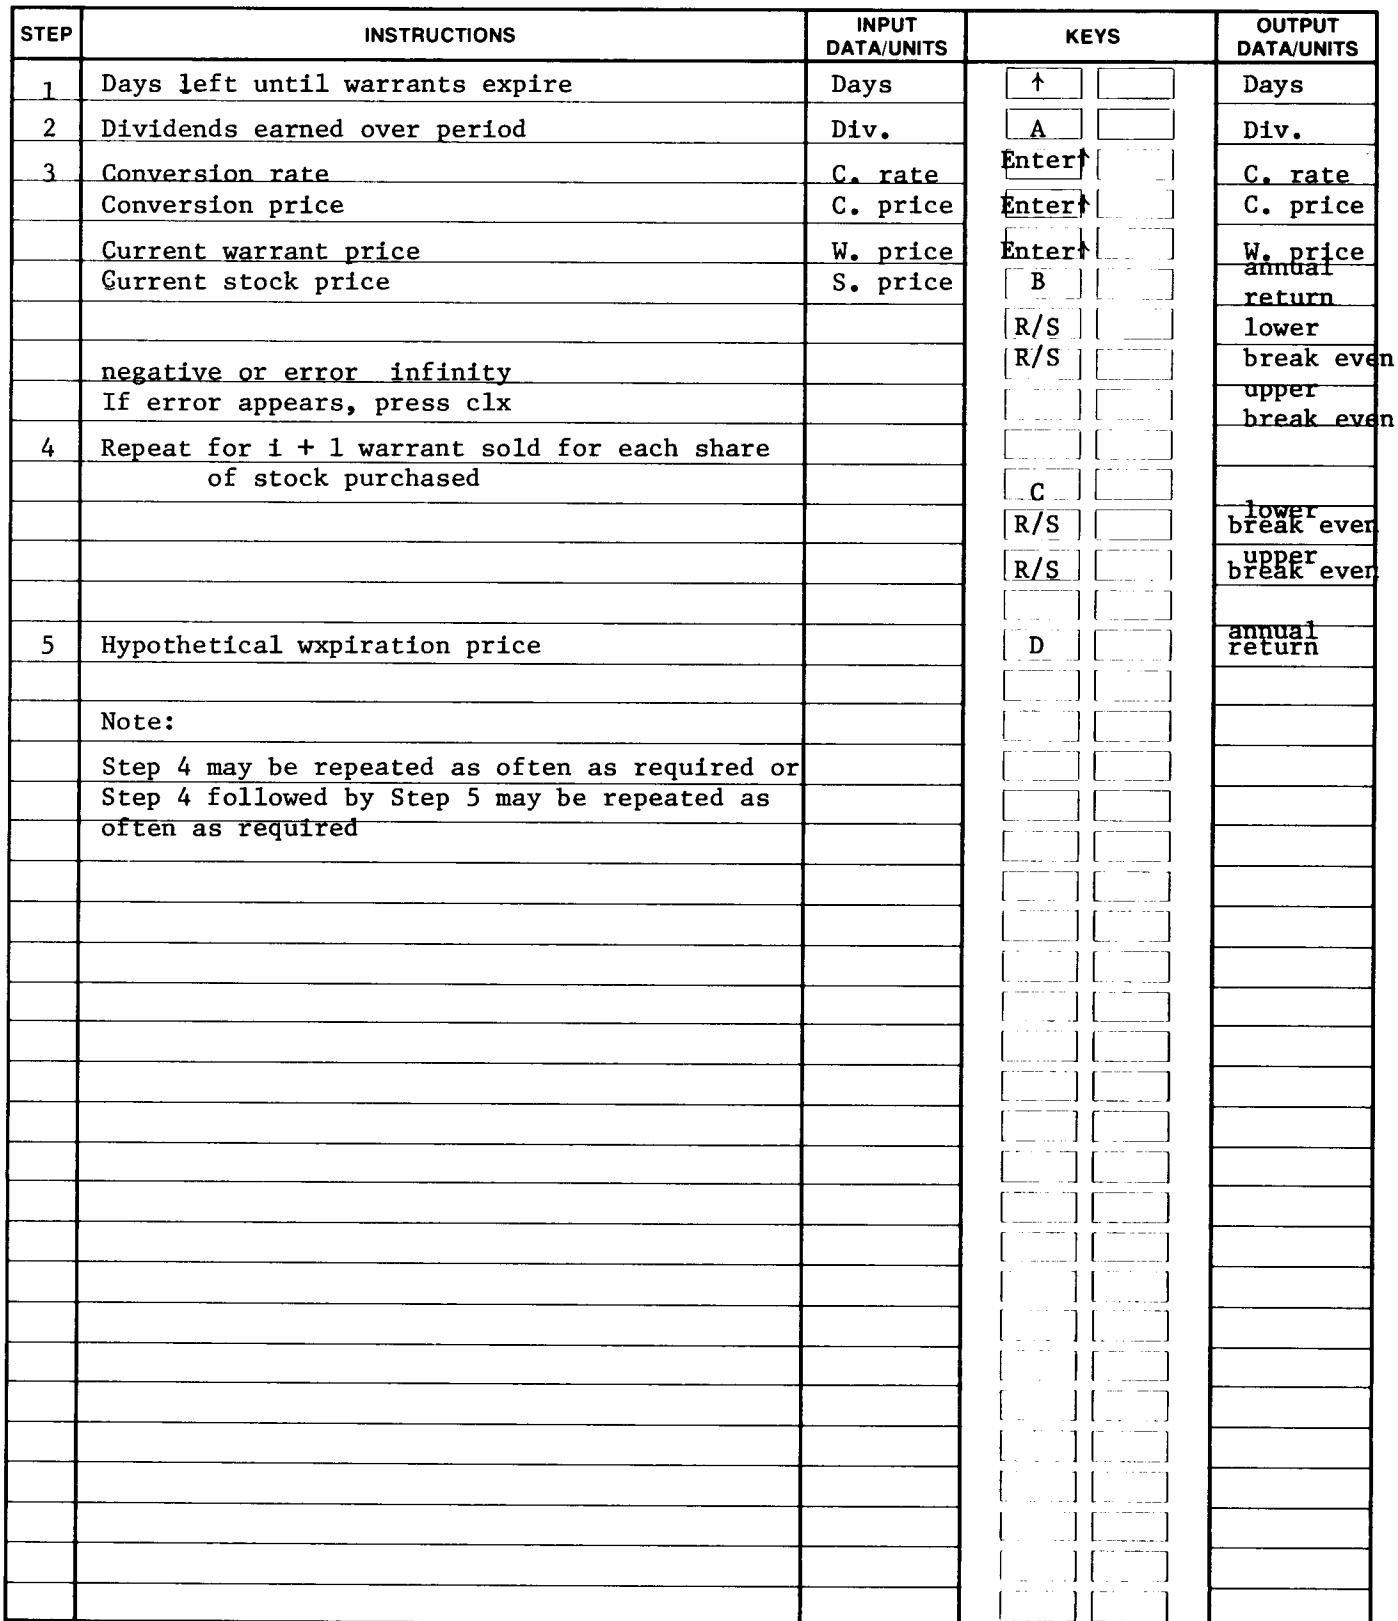 STEP INSTRUCTIONS INPUT DATA/UNITS KEYS OUTPUT DATA/UNITS
1 Days left until warrants expire Days ↑ Days
2 Dividends earned over period Div. A Div.
3 Conversion rate C. rate Enter↑ C. rate
Conversion price C. price Enter↑ C. price
Current warrant price W. price Enter↑ W. price
Current stock price S. price B annual
return
R/S lower
R/S break even
negative or error infinity
upper
If error appears, press clx
break even
4 Repeat for i + 1 warrant sold for each share
of stock purchased
C
lower
R/S break even
upper
R/S break even
annual
5 Hypothetical wxpiration price D return
Note:
Step 4 may be repeated as often as required or
Step 4 followed by Step 5 may be repeated as
often as required